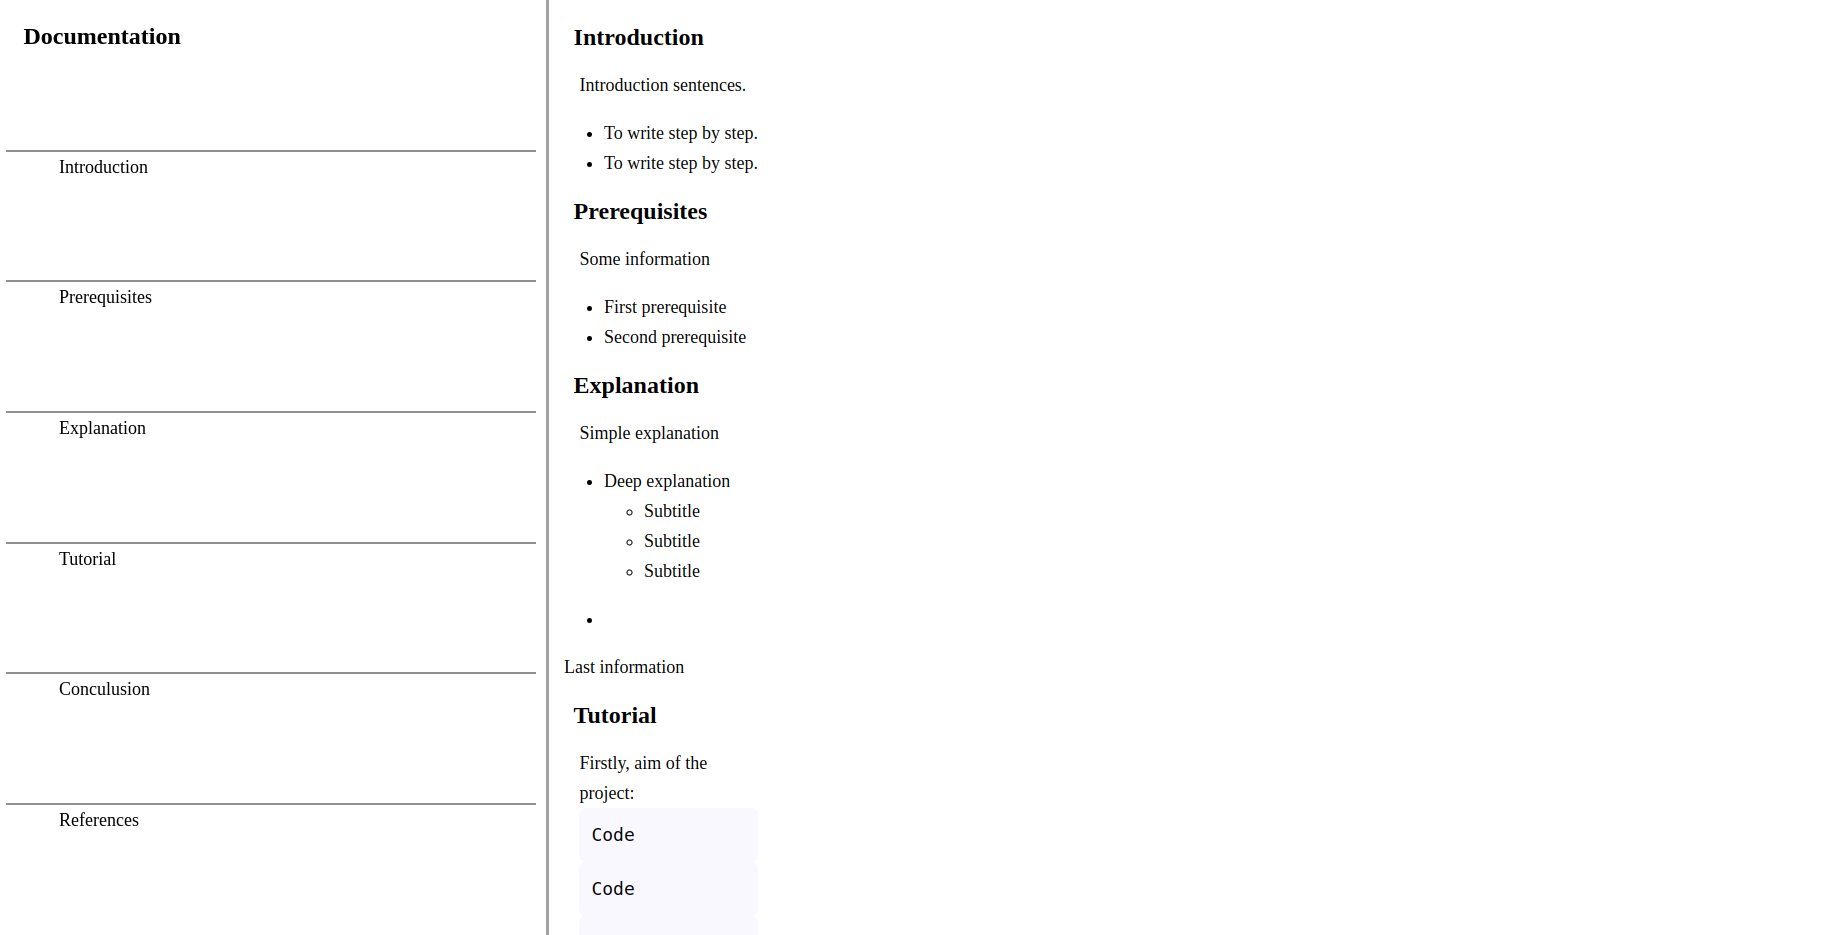 Documentation
Introduction
Prerequisites
Explanation
Tutorial
Conculusion
References
Introduction
Introduction sentences.
To write step by step.
To write step by step.
Prerequisites
Some information
First prerequisite
Second prerequisite
Explanation
Simple explanation
Deep explanation
Subtitle
Subtitle
Subtitle
Last information
Tutorial
Firstly, aim of the
project:
Code
Code